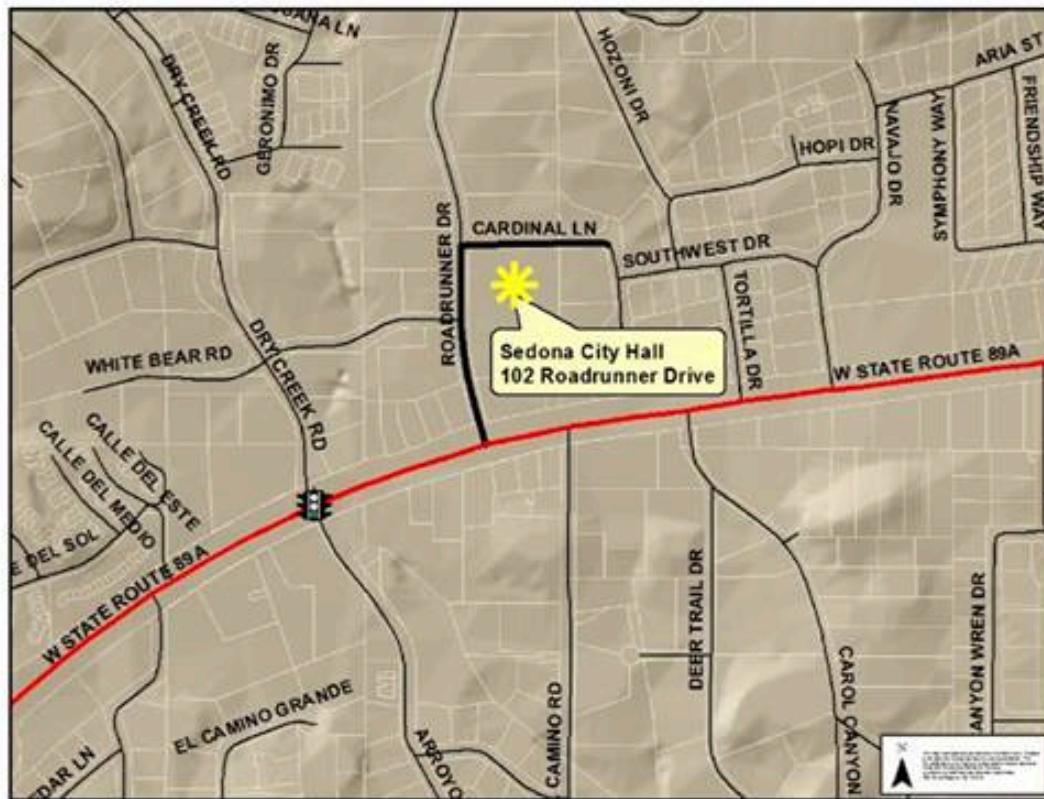 UANA LN
GERONIMO DR
DRY CREEK RD
HOZONI DR
ARIA ST
FRIENDSHIP WAY
SYMPHONY WAY
NAVAJO DR
HOPI DR
CARDINAL LN
ROADRUNNER DR
SOUTHWEST DR
TORTILLA DR
Sedona City Hall
102 Roadrunner Drive
W STATE ROUTE 89A
WHITE BEAR RD
DRY CREEK RD
CALLE DEL ESTE
CALLE DEL MEDIO
E DEL SOL
W STATE ROUTE 89A
DEER TRAIL DR
CAROL CANYON
ANYON WREN DR
EL CAMINO GRANDE
EDAR LN
ARROYO
CAMINO RD
N